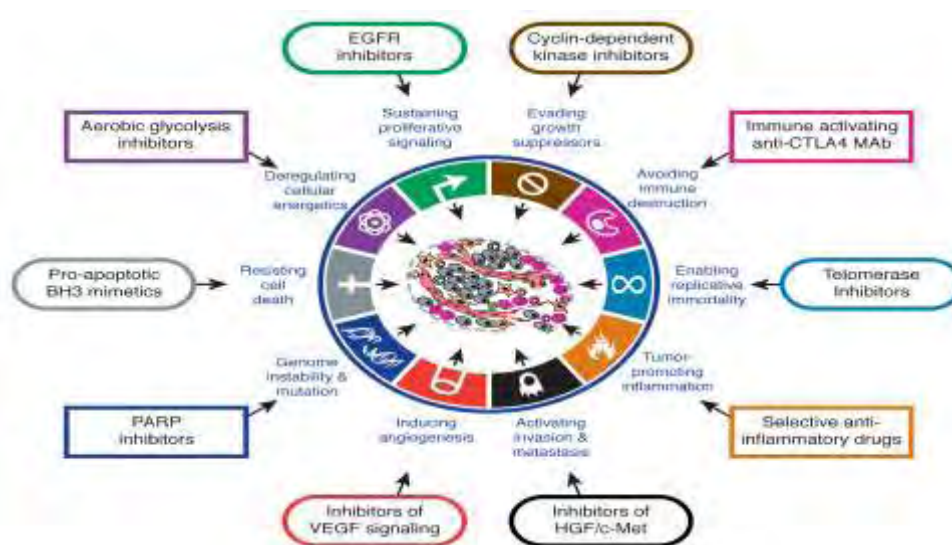 EGFR
inhibitors
Cyclin-dependent
kinase inhibitors
Sustaining
proliferative
signaling
Evading
growth
suppressors
Aerobic glycolysis
inhibitors
Immune activating
anti-CTLA4 MAb
Deregulating
cellular
energetics
Avoiding
immune
destruction
Pro-apoptotic
BH3 mimetics
Resisting
cell
death
Enabling
replicative
immortality
Telomerase
Inhibitors
Genome
instability &
mutation
Tumor-
promoting
inflammation
PARP
inhibitors
Inducing
angiogenesis
Activating
invasion &
metastasis
Selective anti-
inflammatory drugs
Inhibitors of
VEGF signaling
Inhibitors of
HGF/c-Met